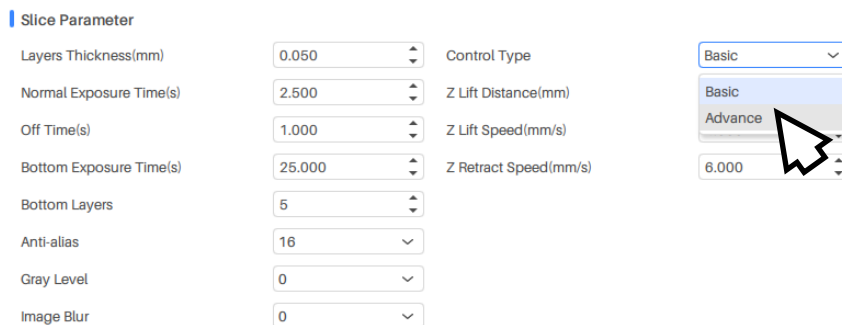 Slice Parameter
Layers Thickness(mm) 0.050 Control Type Basic
Normal Exposure Time(s) 2.500 Z Lift Distance(mm) Basic
Off Time(s) 1.000 Z Lift Speed(mm/s) Advance
Bottom Exposure Time(s) 25.000 Z Retract Speed(mm/s) 6.000
Bottom Layers 5
Anti-alias 16
Gray Level 0
Image Blur 0